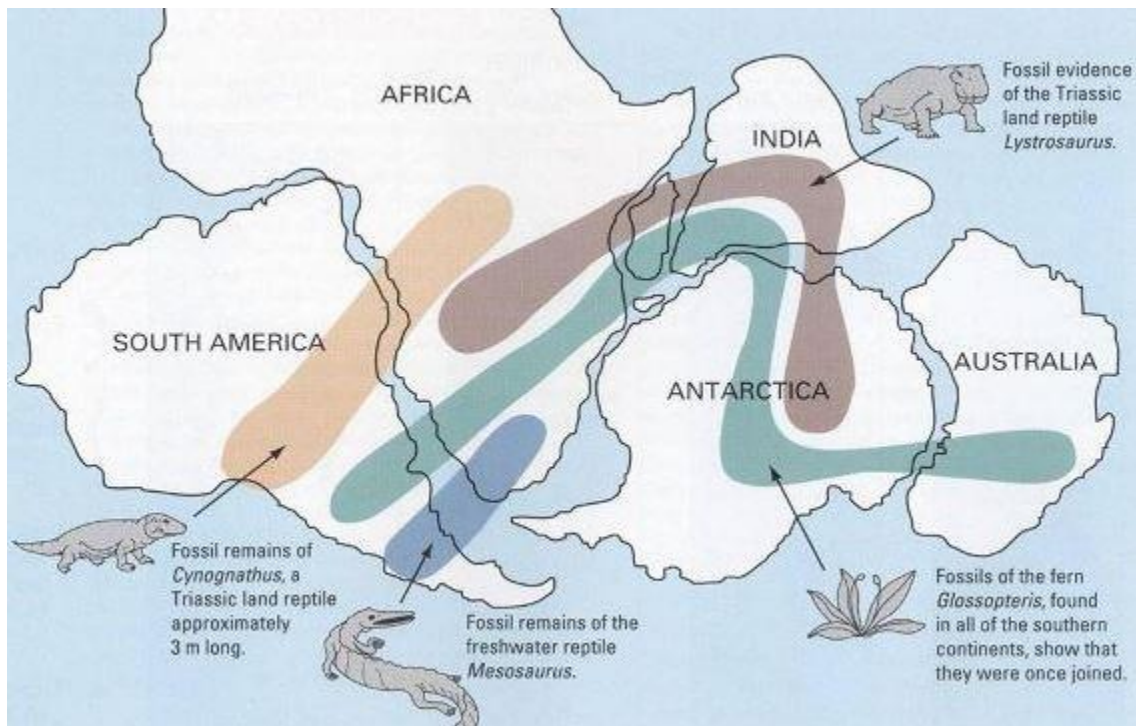 AFRICA
INDIA
Fossil evidence
of the Triassic
land reptile
Lystrosaurus.
SOUTH AMERICA
ANTARCTICA
AUSTRALIA
Fossil remains of
Cynognathus, a
Triassic land reptile
approximately
3 m long.
Fossil remains of the
freshwater reptile
Mesosaurus.
Fossils of the fern
Glossopteris, found
in all of the southern
continents, show that
they were once joined.